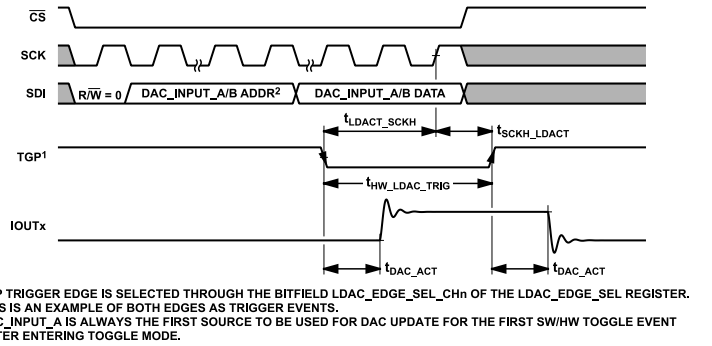 CS
SCK
SDI
R/W = 0
DAC_INPUT_A/B ADDR2
DAC_INPUT_A/B DATA
tLDACT_SCKH
tSCKH_LDACT
TGP1
tHW_LDAC_TRIG
IOUTx
tDAC_ACT
tDAC_ACT
P TRIGGER EDGE IS SELECTED THROUGH THE BITFIELD LDAC_EDGE_SEL_CHn OF THE LDAC_EDGE_SEL REGISTER.
S IS AN EXAMPLE OF BOTH EDGES AS TRIGGER EVENTS.
C_INPUT_A IS ALWAYS THE FIRST SOURCE TO BE USED FOR DAC UPDATE FOR THE FIRST SW/HW TOGGLE EVENT
TER ENTERING TOGGLE MODE.